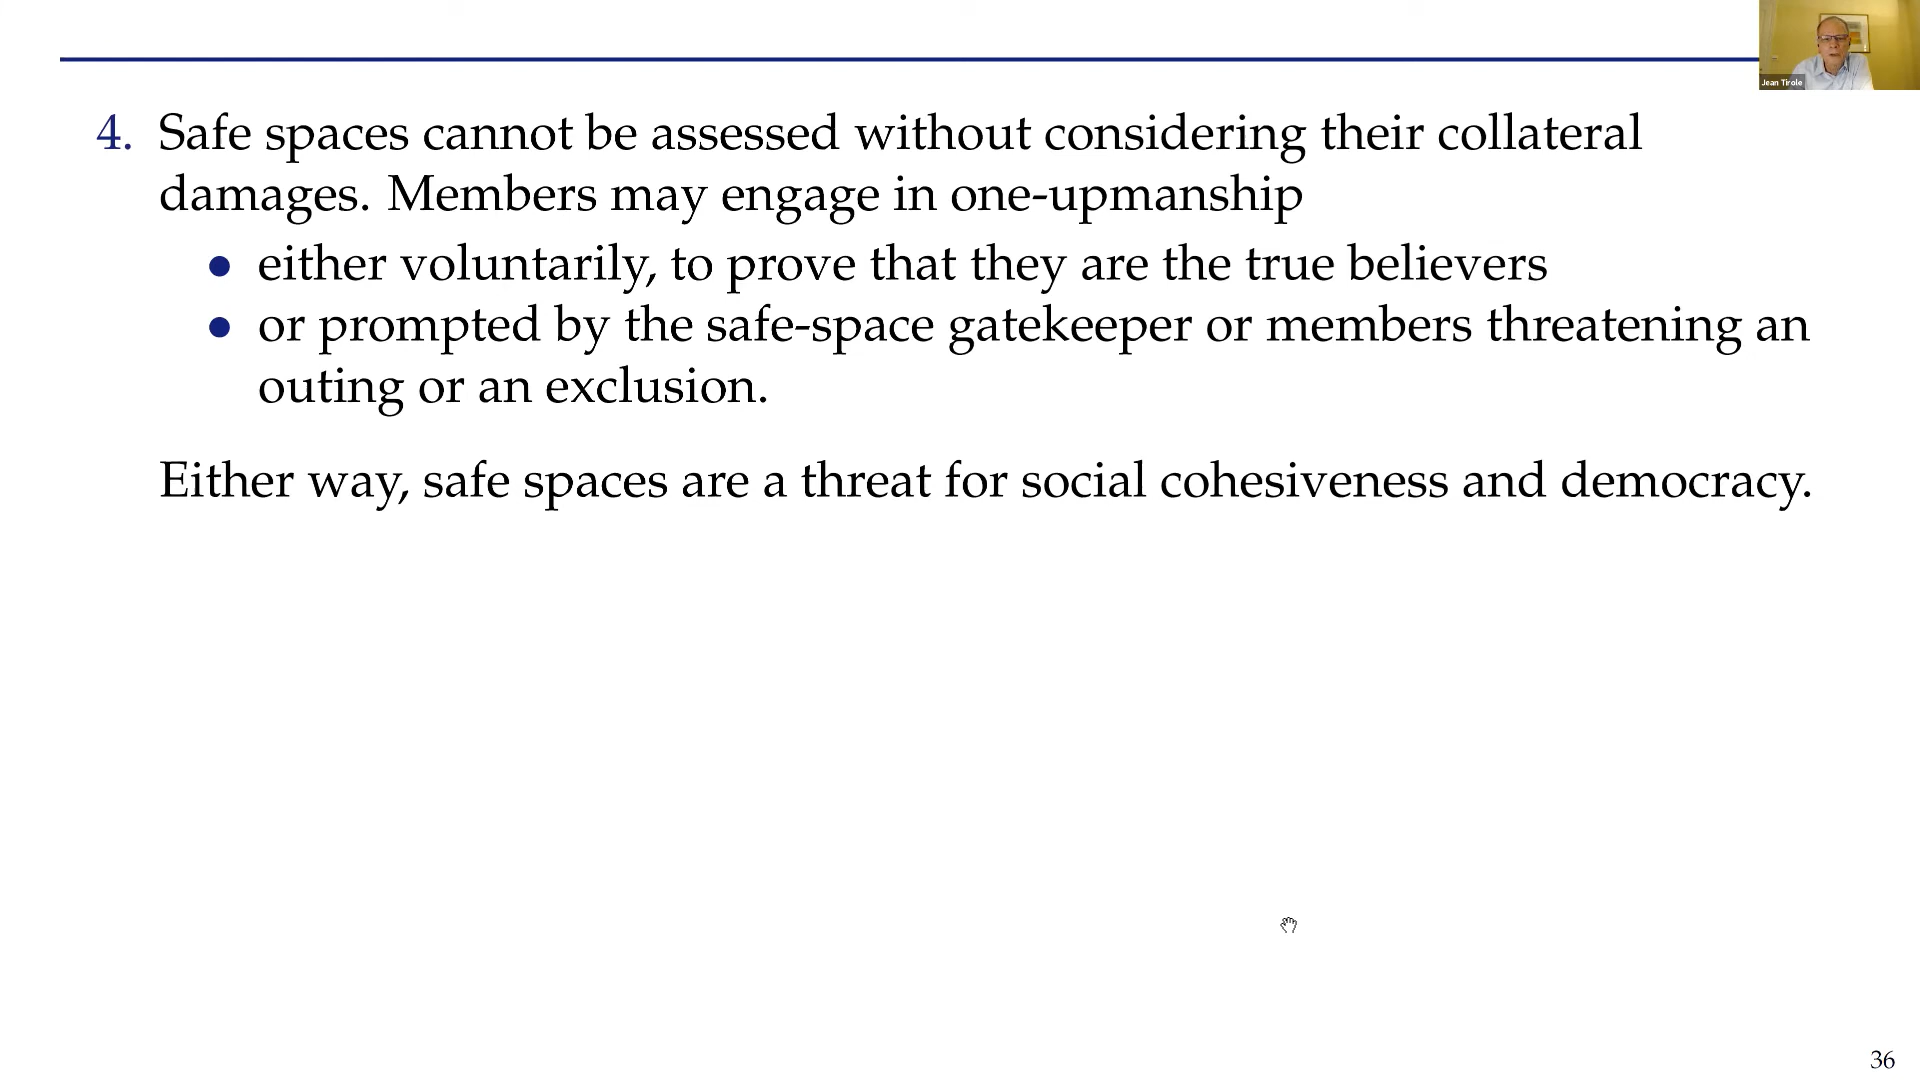 Jean Tirole
4. Safe spaces cannot be assessed without considering their collateral
damages. Members may engage in one-upmanship
● either voluntarily, to prove that they are the true believers
● or prompted by the safe-space gatekeeper or members threatening an
outing or an exclusion.
Either way, safe spaces are a threat for social cohesiveness and democracy.
36